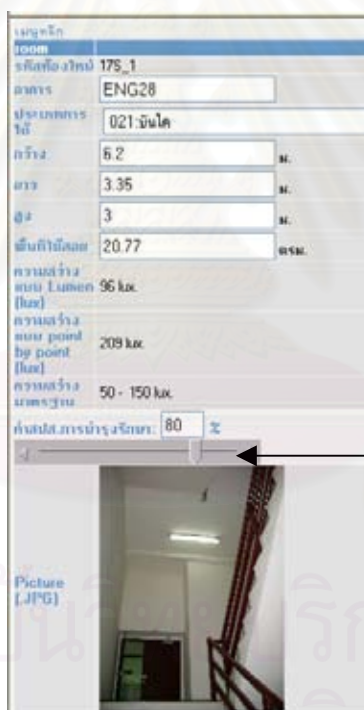 เมนูหลัก
room
รหัสห้องใหม่ 175_1
อาคาร ENG28
ประเภทการใช้ 021:บันได
กว้าง 6.2 ม.
ยาว 3.35 ม.
สูง 3 ม.
พื้นที่ใช้สอย 20.77 ตรม.
ความสว่าง
แบบ Lumen 96 lux.
(lux)
ความสว่าง
แบบ point
by point 209 lux.
(lux)
ความสว่าง
มาตรฐาน 50 - 150 lux.
ค่าสปส.การบำรุงรักษา: 80 %
Picture
(.JPG)